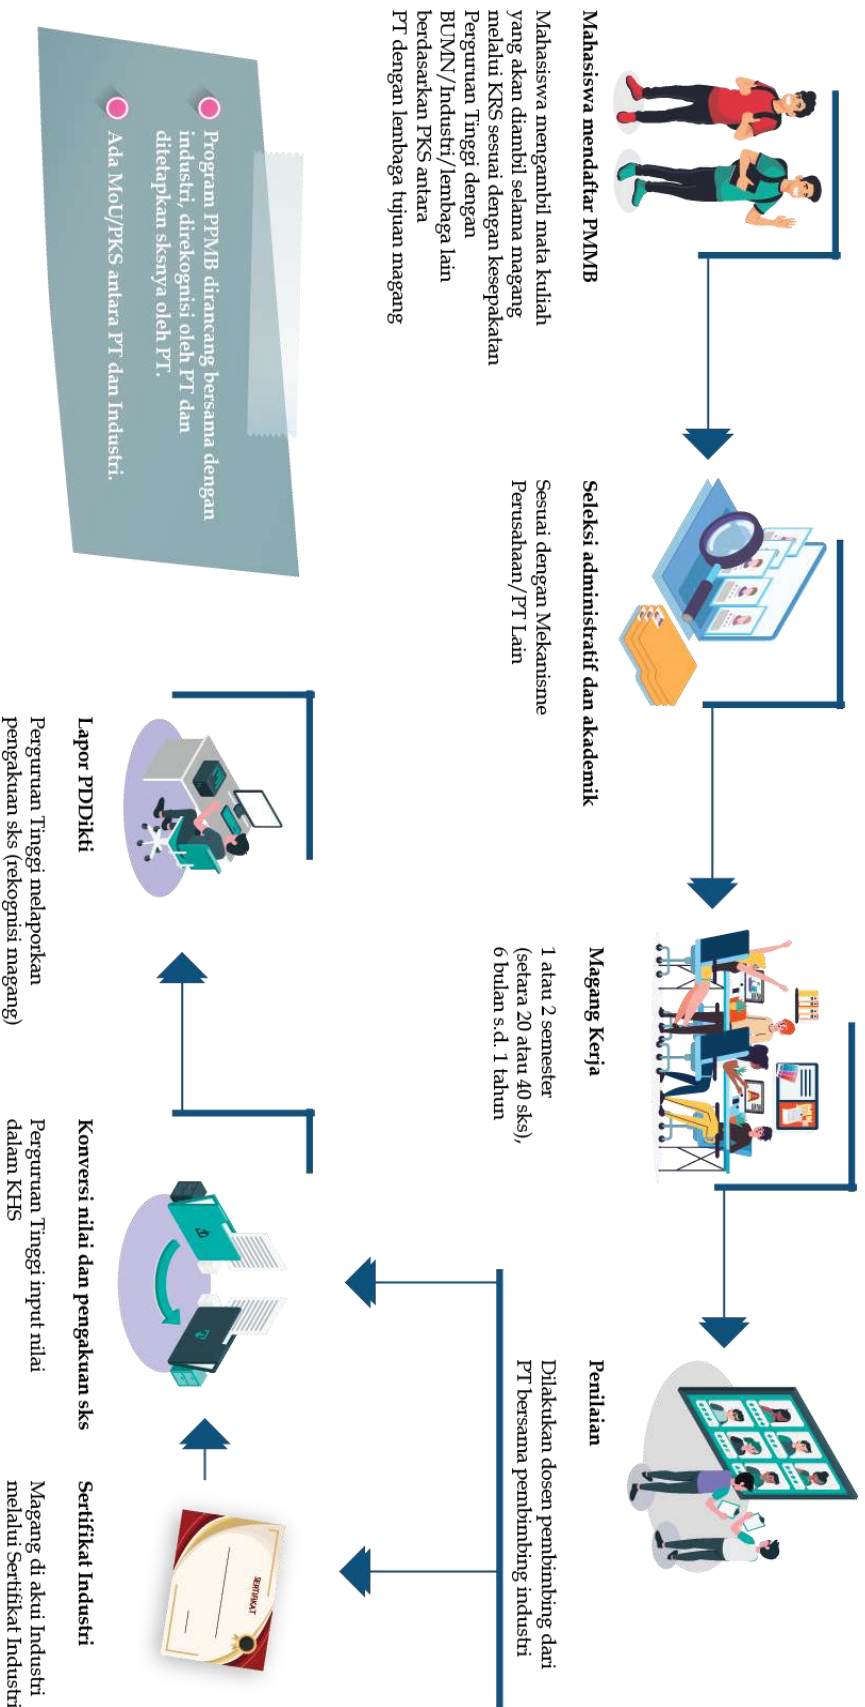 Mahasiswa mendaftar PMMB
Mahasiswa mengambil mata kuliah
yang akan diambil selama magang
melalui KRS sesuai dengan kesepakatan
Perguruan Tinggi dengan
BUMN/Industri/lembaga lain
berdasarkan PKS antara
PT dengan lembaga tujuan magang
Seleksi administratif dan akademik
Sesuai dengan Mekanisme
Perusahaan/PT Lain
Magang Kerja
1 atau 2 semester
(setara 20 atau 40 sks),
6 bulan s.d. 1 tahun
Penilaian
Dilakukan dosen pembimbing dari
PT bersama pembimbing industri
Program PPMB dirancang bersama dengan
industri, direkognisi oleh PT dan
ditetapkan sksnya oleh PT.
Ada MoU/PKS antara PT dan Industri.
Lapor PDDikti
Perguruan Tinggi melaporkan
pengakuan sks (rekognisi magang)
Konversi nilai dan pengakuan sks
Perguruan Tinggi input nilai
dalam KHS
SERTIFIKAT
Sertifikat Industri
Magang di akui Industri
melalui Sertifikat Industri